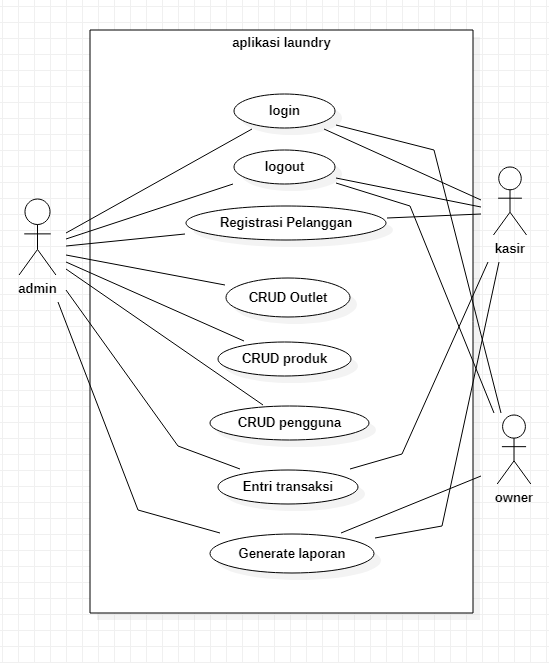 aplikasi laundry
login
logout
Registrasi Pelanggan
kasir
admin
CRUD Outlet
CRUD produk
CRUD pengguna
Entri transaksi
owner
Generate laporan